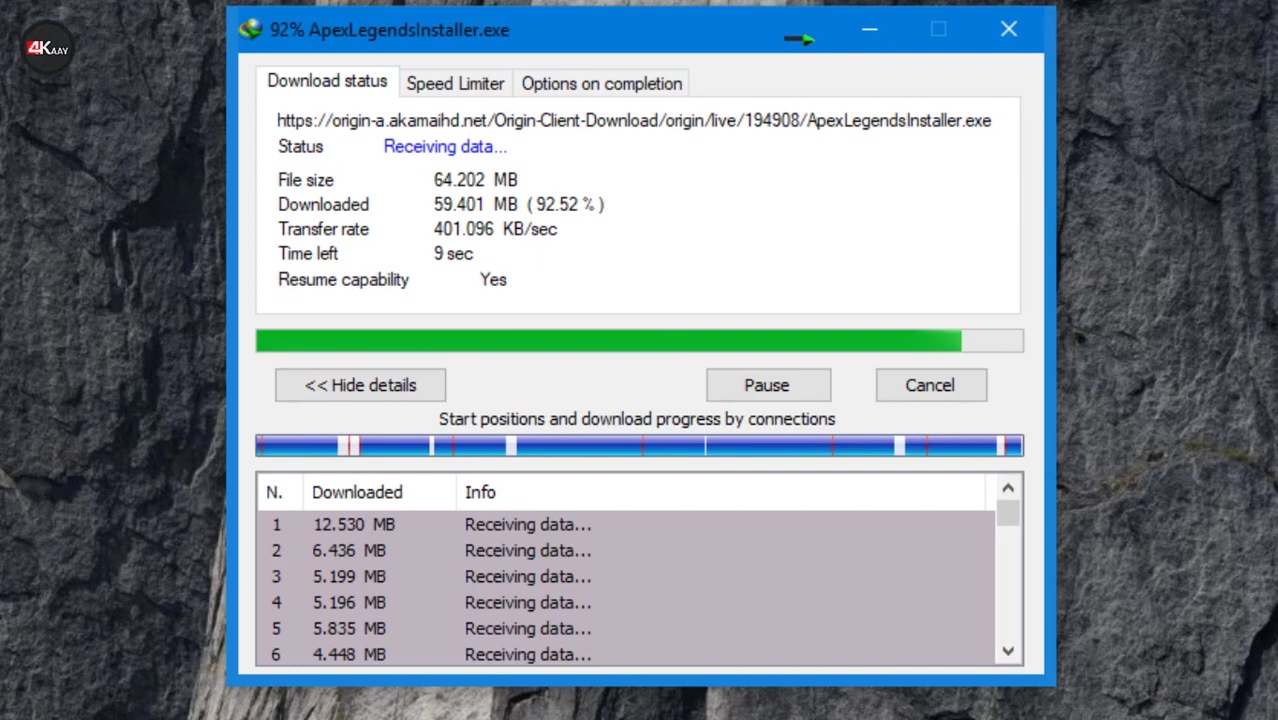 4KAAY
92% ApexLegendsInstaller.exe
Download status Speed Limiter Options on completion
https://origin-a.akamaihd.net/Origin-Client-Download/origin/live/194908/ApexLegendsInstaller.exe
Status Receiving data...
File size 64.202 MB
Downloaded 59.401 MB ( 92.52 % )
Transfer rate 401.096 KB/sec
Time left 9 sec
Resume capability Yes
<< Hide details Pause Cancel
Start positions and download progress by connections
N. Downloaded Info
1 12.530 MB Receiving data...
2 6.436 MB Receiving data...
3 5.199 MB Receiving data...
4 5.196 MB Receiving data...
5 5.835 MB Receiving data...
6 4.448 MB Receiving data...